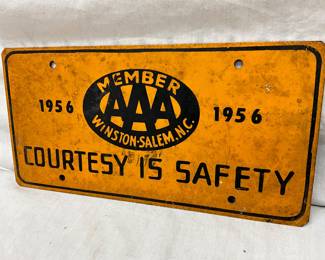 MEMBER
1956 AAA 1956
WINSTON-SALEM, N.C.
COURTESY IS SAFETY